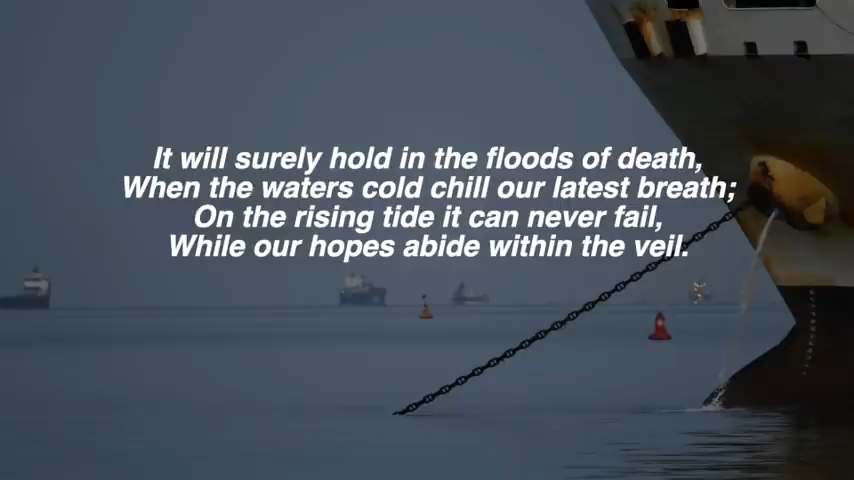 It will surely hold in the floods of death,
When the waters cold chill our latest breath;
On the rising tide it can never fail,
While our hopes abide within the veil.